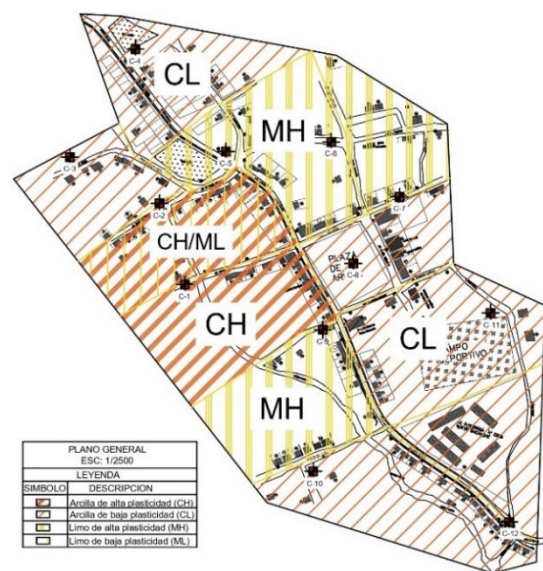 C-4
CL
MH
C-3
C-5
C-6
C-2
C-7
CH/ML
PLAZA
DE
AR
C-8
C-1
CH
C-9
CL
C-11
MH
C-10
C-12
PLANO GENERAL
ESC: 1/2500
LEYENDA
SIMBOLO DESCRIPCION
Arcilla de alta plasticidad (CH)
Arcilla de baja plasticidad (CL)
Limo de alta plasticidad (MH)
Limo de baja plasticidad (ML)